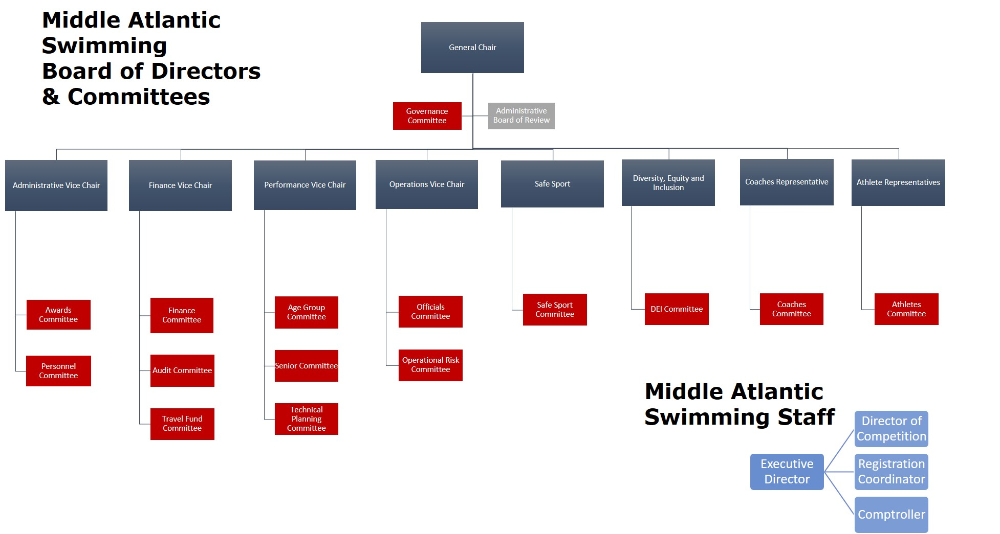 Middle Atlantic
Swimming
Board of Directors
& Committees
General Chair
Governance
Committee
Administrative
Board of Review
Administrative Vice Chair
Finance Vice Chair
Performance Vice Chair
Operations Vice Chair
Safe Sport
Diversity, Equity and
Inclusion
Coaches Representative
Athlete Representatives
Awards
Committee
Personnel
Committee
Finance
Committee
Audit Committee
Travel Fund
Committee
Age Group
Committee
Senior Committee
Technical
Planning
Committee
Officials
Committee
Operational Risk
Committee
Safe Sport
Committee
DEI Committee
Coaches
Committee
Athletes
Committee
Middle Atlantic
Swimming Staff
Executive
Director
Director of
Competition
Registration
Coordinator
Comptroller